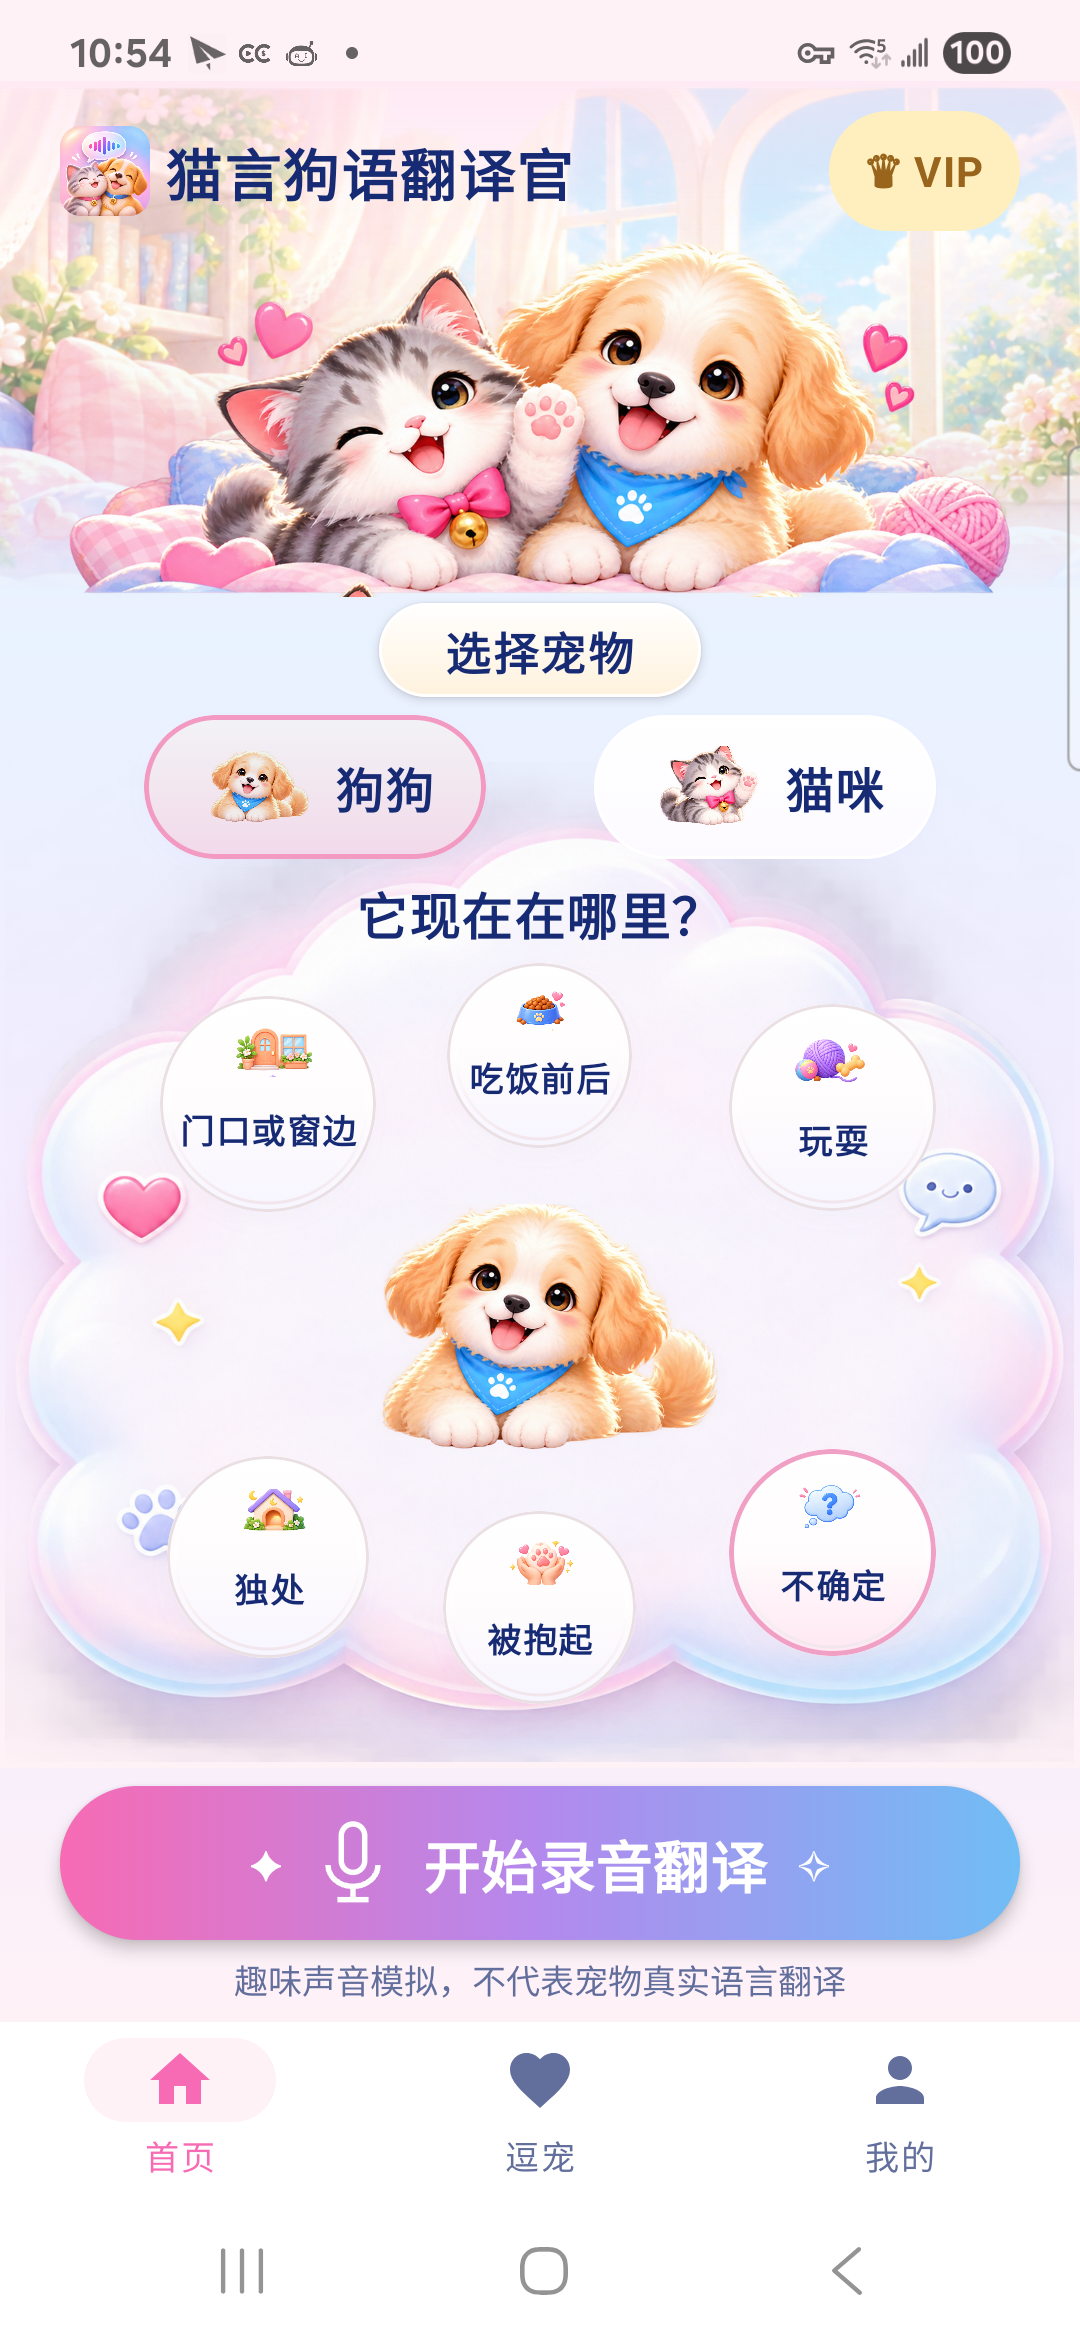 10:54
CC
5
100
猫言狗语翻译官
VIP
选择宠物
狗狗
猫咪
它现在在哪里?
门口或窗边
吃饭前后
玩耍
独处
被抱起
?
不确定
开始录音翻译
趣味声音模拟，不代表宠物真实语言翻译
首页
逗宠
我的